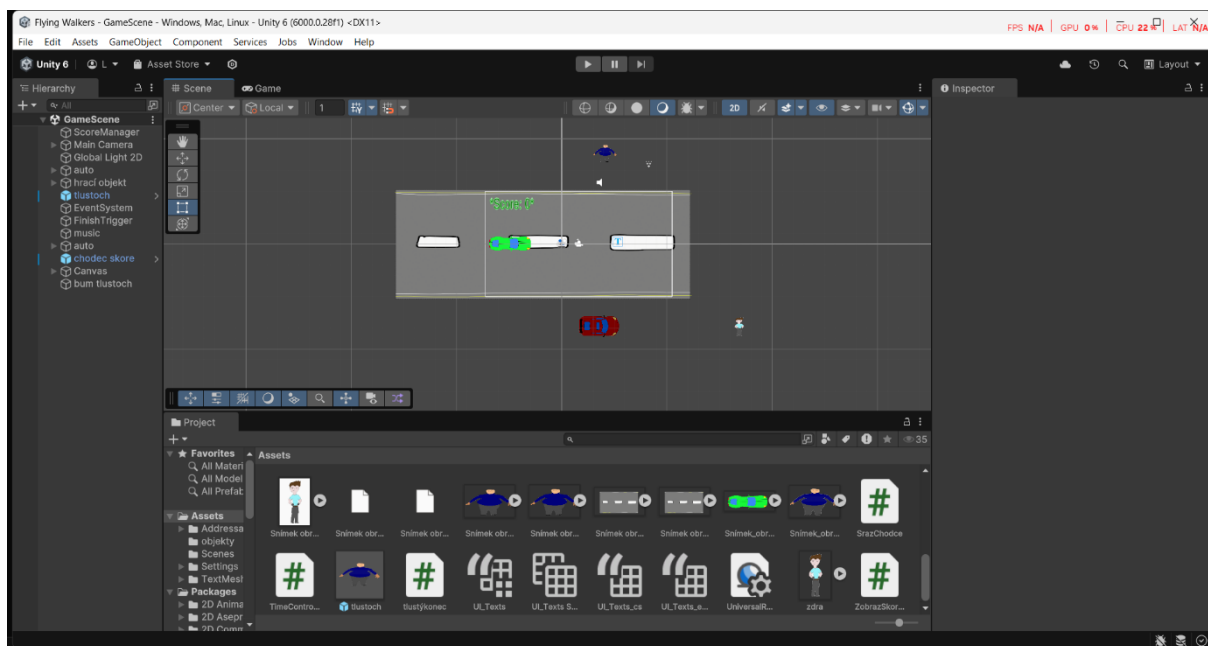 Flying Walkers - GameScene - Windows, Mac, Linux - Unity 6 (6000.0.28f1) <DX11>
FPS N/A | GPU 0 % | CPU 22 % | LAT N/A
File Edit Assets GameObject Component Services Jobs Window Help
Unity 6 L Asset Store Layout
Hierarchy
Scene Game
Inspector
All
Center Local 1 2D
GameScene
ScoreManager
Main Camera
Global Light 2D
auto
hrací objekt
tlustoch
EventSystem
FinishTrigger
music
auto
chodec skore
Canvas
bum tlustoch
T
Project
35
Favorites
All Materi
All Model
All Prefab
Assets
Addressa
objekty
Scenes
Settings
TextMesh
Packages
2D Anima
2D Asepr
2D Comm
Assets
Snímek obr... Snímek obr... Snímek obr... Snímek obr... Snímek obr... Snímek obr... Snímek obr... Snímek_obr... Snímek_obr... SrazChodce
TimeContro... tlustoch tlustýkonec UI_Texts UI_Texts S... UI_Texts_cs UI_Texts_e... UniversalR... zdra ZobrazSkor...